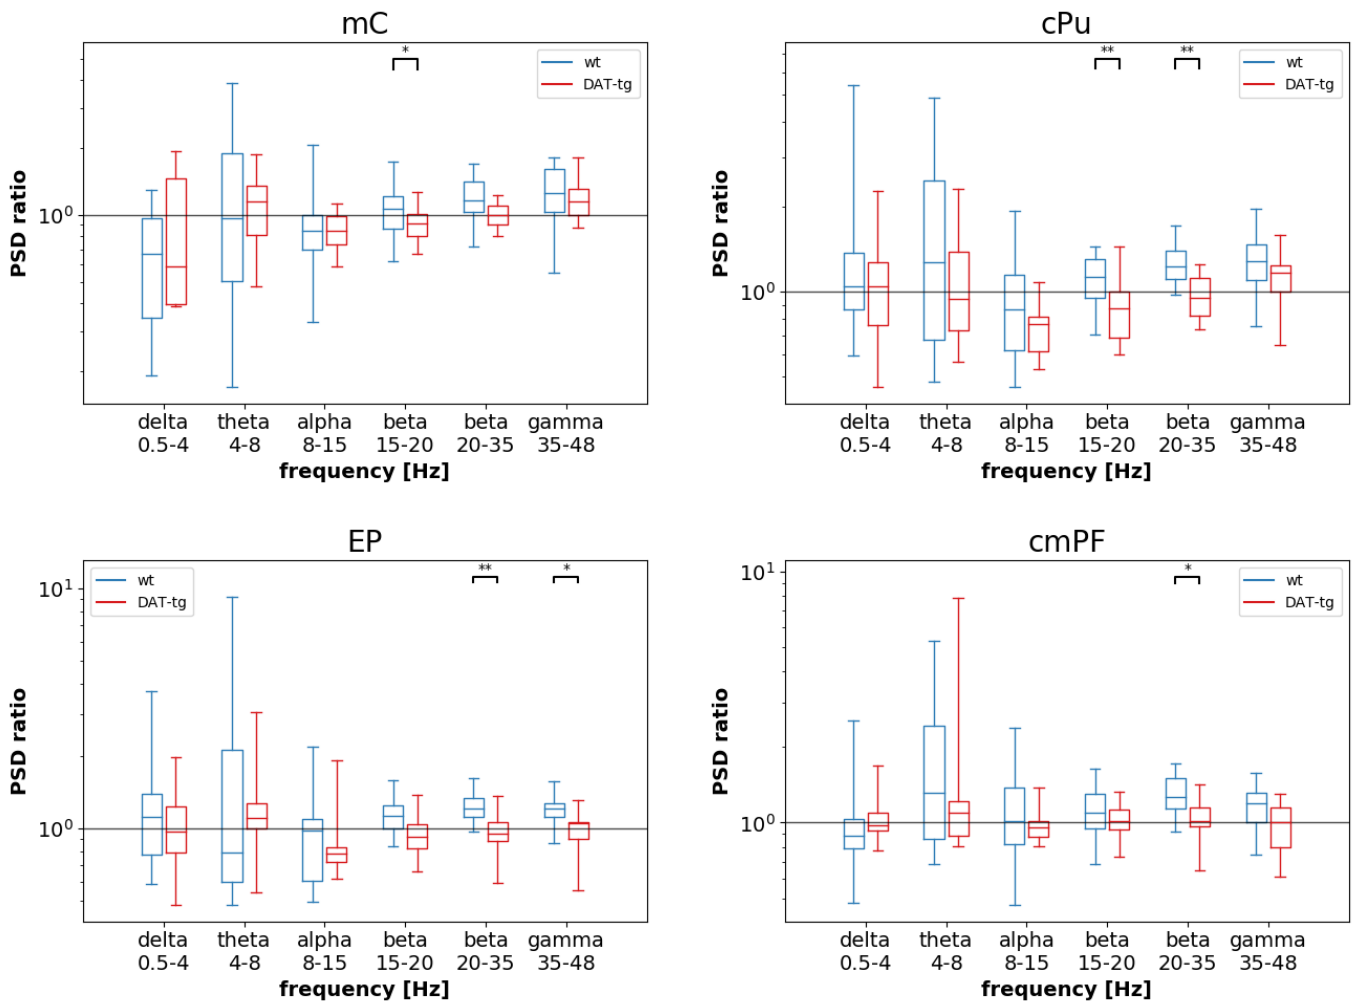 mC
*
wt
DAT-tg
PSD ratio
10⁰
delta theta alpha beta beta gamma
0.5-4 4-8 8-15 15-20 20-35 35-48
frequency [Hz]
cPu
** **
wt
DAT-tg
PSD ratio
10⁰
delta theta alpha beta beta gamma
0.5-4 4-8 8-15 15-20 20-35 35-48
frequency [Hz]
EP
** *
wt
DAT-tg
PSD ratio
10¹
10⁰
delta theta alpha beta beta gamma
0.5-4 4-8 8-15 15-20 20-35 35-48
frequency [Hz]
cmPF
*
wt
DAT-tg
PSD ratio
10¹
10⁰
delta theta alpha beta beta gamma
0.5-4 4-8 8-15 15-20 20-35 35-48
frequency [Hz]